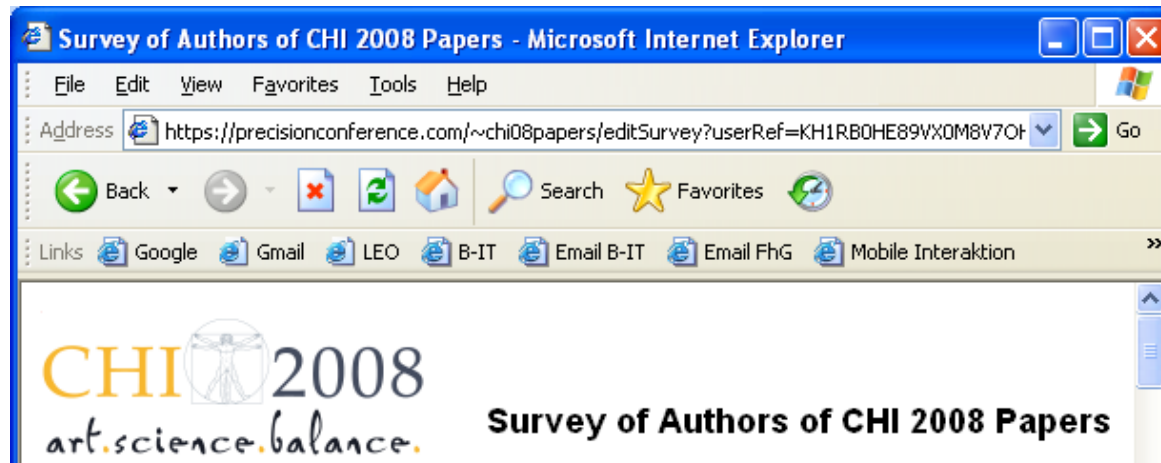 Survey of Authors of CHI 2008 Papers - Microsoft Internet Explorer
File Edit View Favorites Tools Help
Address https://precisionconference.com/~chi08papers/editSurvey?userRef=KH1RB0HE89VX0M8V7OH Go
Back Search Favorites
Links Google Gmail LEO B-IT Email B-IT Email FhG Mobile Interaktion »
CHI 2008
art.science.balance.
Survey of Authors of CHI 2008 Papers